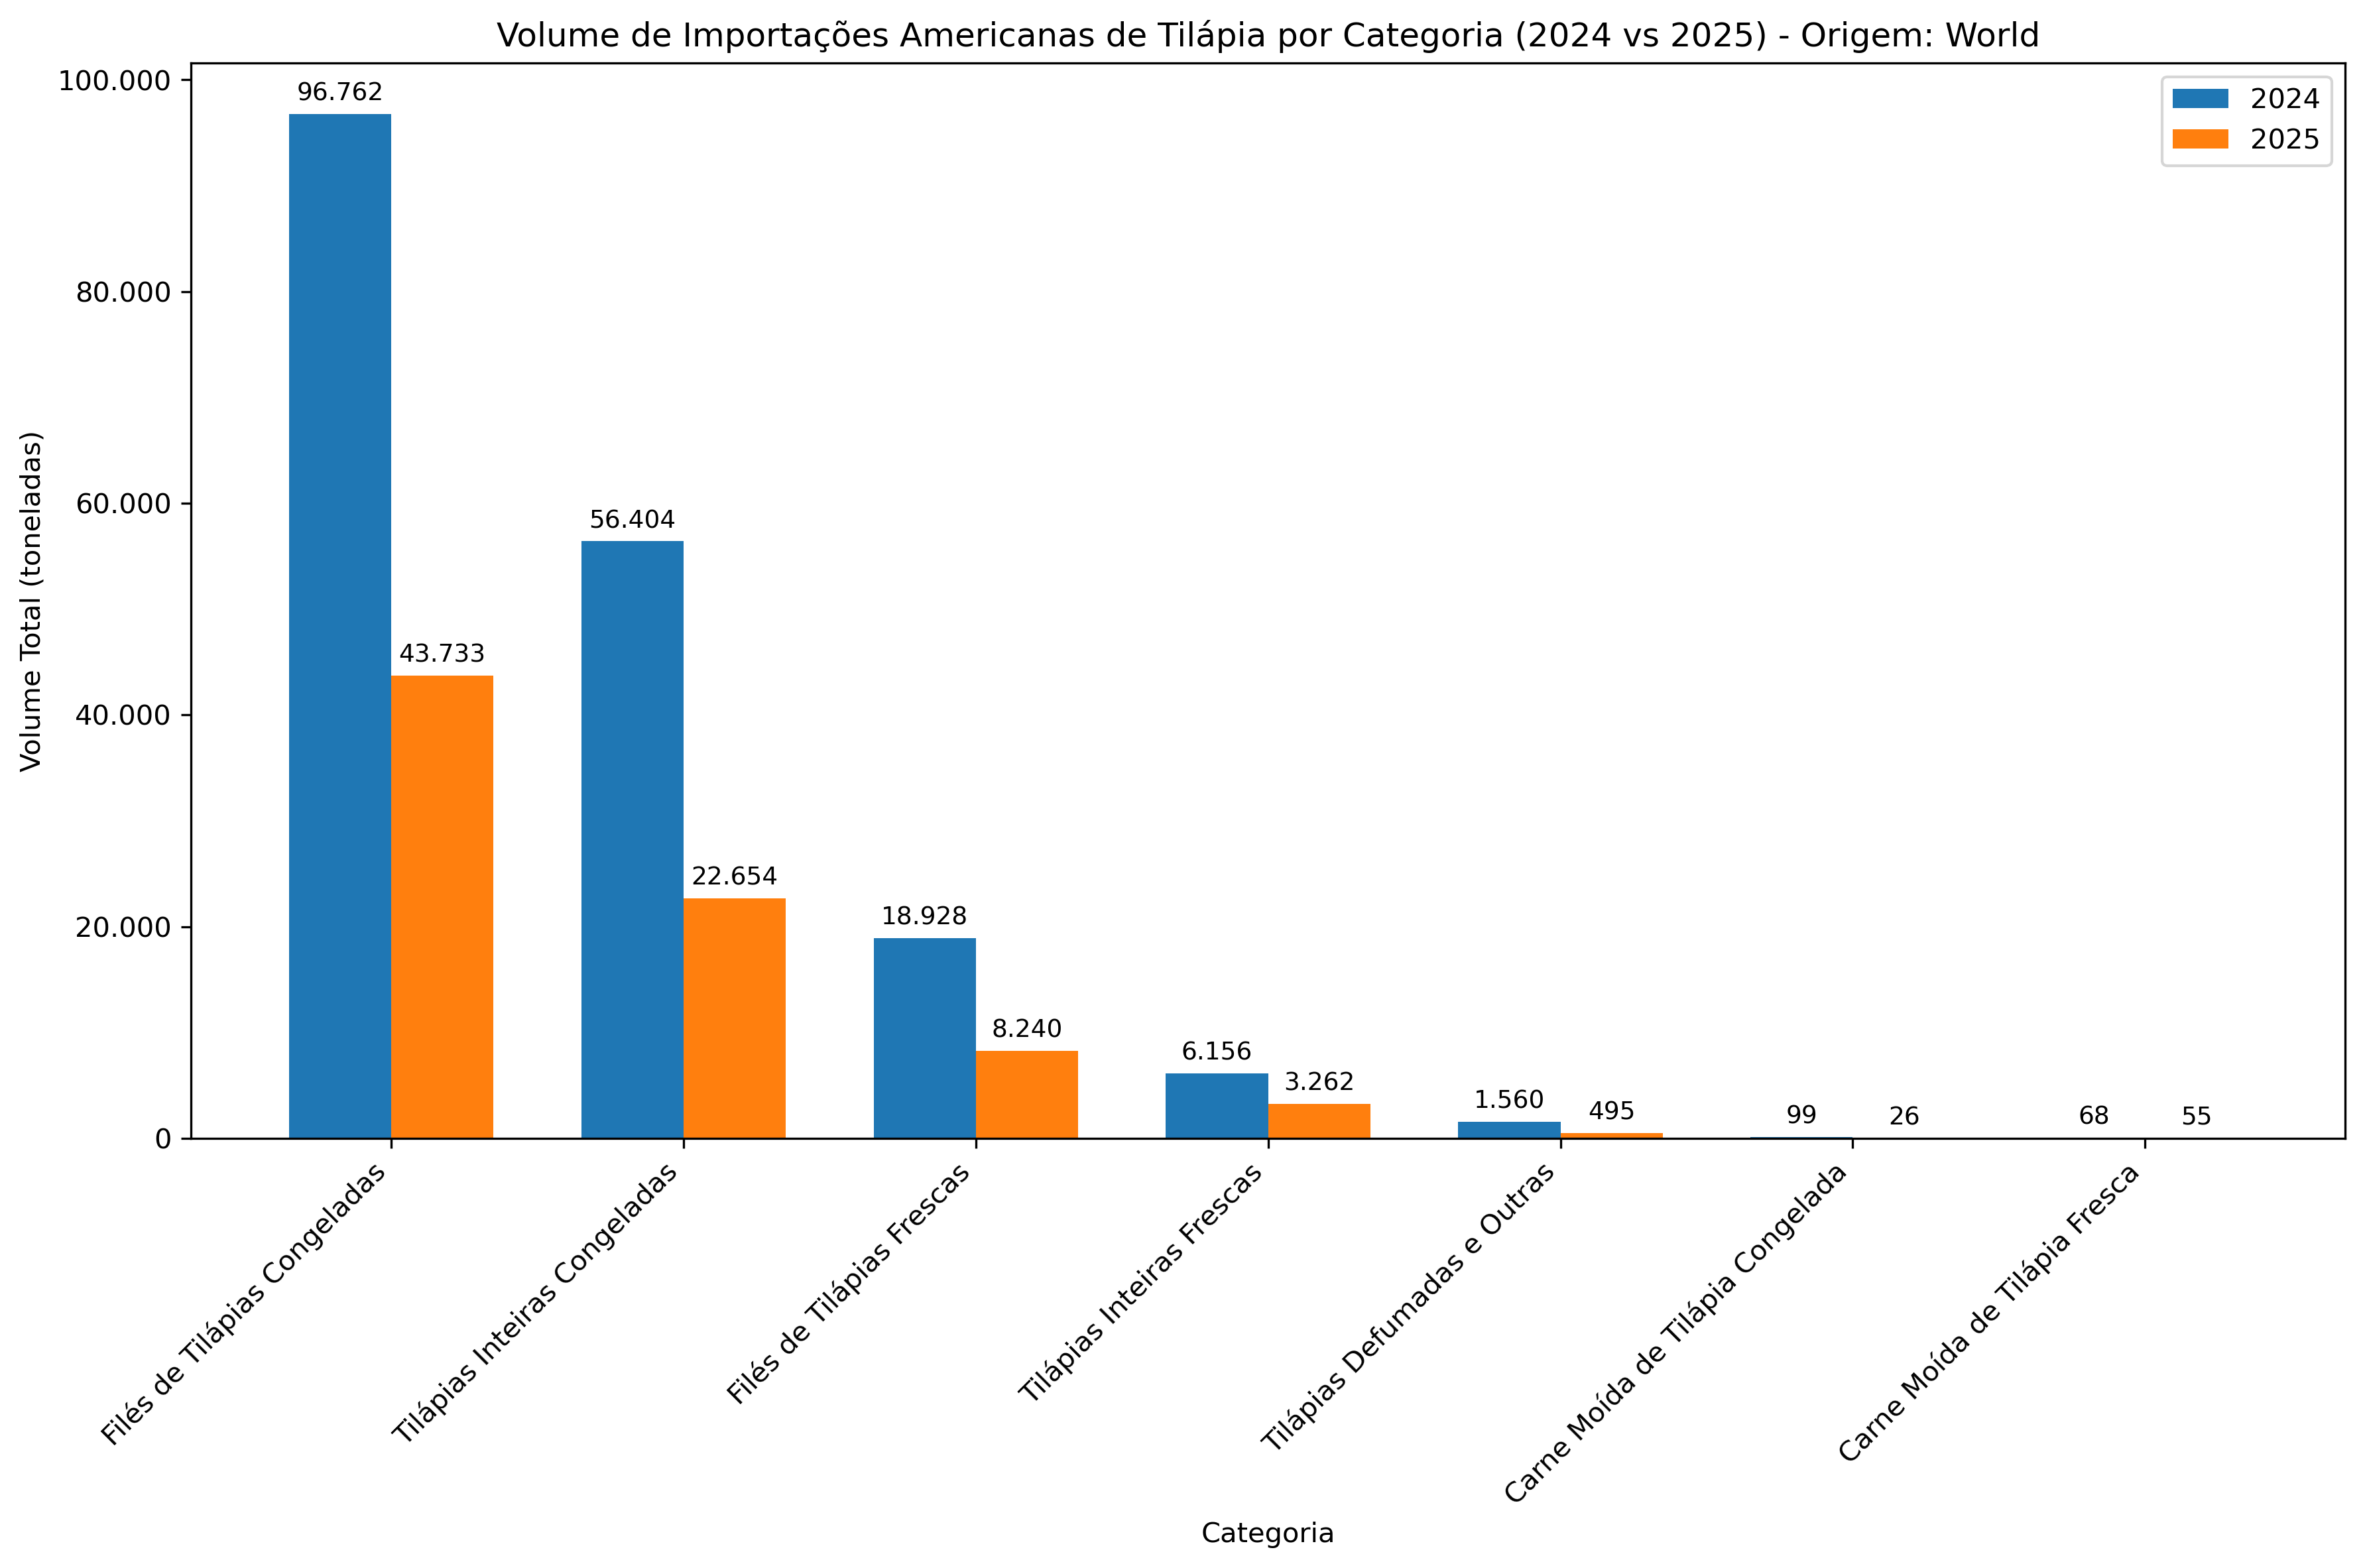 Volume de Importações Americanas de Tilápia por Categoria (2024 vs 2025) - Origem: World
2024
2025
Volume Total (toneladas)
100.000
80.000
60.000
40.000
20.000
0
96.762
43.733
56.404
22.654
18.928
8.240
6.156
3.262
1.560
495
99
26
68
55
Filés de Tilápias Congeladas
Tilápias Inteiras Congeladas
Filés de Tilápias Frescas
Tilápias Inteiras Frescas
Tilápias Defumadas e Outras
Carne Moída de Tilápia Congelada
Carne Moída de Tilápia Fresca
Categoria